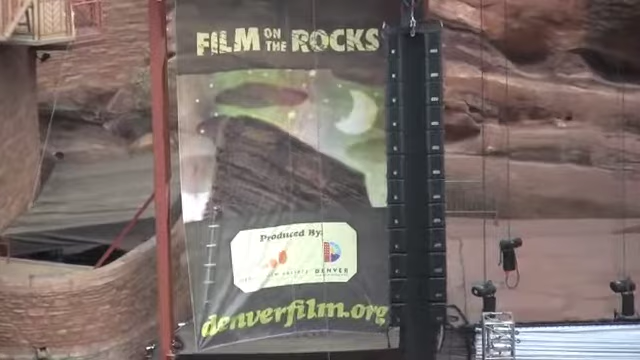 FILM ON THE ROCKS
Produced By:
DENVER
denverfilm.org